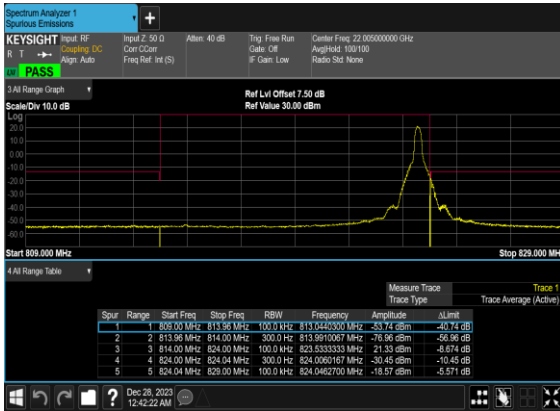 Spectrum Analyzer 1
Spurious Emissions
+
KEYSIGHT Input: RF Input Z: 50 Ω Atten: 40 dB Trig: Free Run Center Freq: 22.005000000 GHz
R T Coupling: DC Corr CCorr Gate: Off Avg|Hold: 100/100
Align: Auto Freq Ref: Int (S) IF Gain: Low Radio Std: None
PASS
3 All Range Graph
Ref Lvl Offset 7.50 dB
Scale/Div 10.0 dB Ref Value 30.00 dBm
Log
20.0
10.0
0.00
-10.0
-20.0
-30.0
-40.0
-50.0
-60.0
Start 809.000 MHz Stop 829.000 MH
4 All Range Table
Measure Trace Trace 1
Trace Type Trace Average (Active)
Spur Range Start Freq Stop Freq RBW Frequency Amplitude ΔLimit
1 1 809.00 MHz 813.96 MHz 100.0 kHz 813.0440300 MHz -53.74 dBm -40.74 dB
2 2 813.96 MHz 814.00 MHz 300.0 Hz 813.9910067 MHz -76.96 dBm -56.96 dB
3 3 814.00 MHz 824.00 MHz 100.0 kHz 823.5333333 MHz 21.33 dBm -8.674 dB
4 4 824.00 MHz 824.04 MHz 300.0 Hz 824.0060167 MHz -30.45 dBm -10.45 dB
5 5 824.04 MHz 829.00 MHz 100.0 kHz 824.0462700 MHz -18.57 dBm -5.571 dB
? Dec 28, 2023
12:42:22 AM